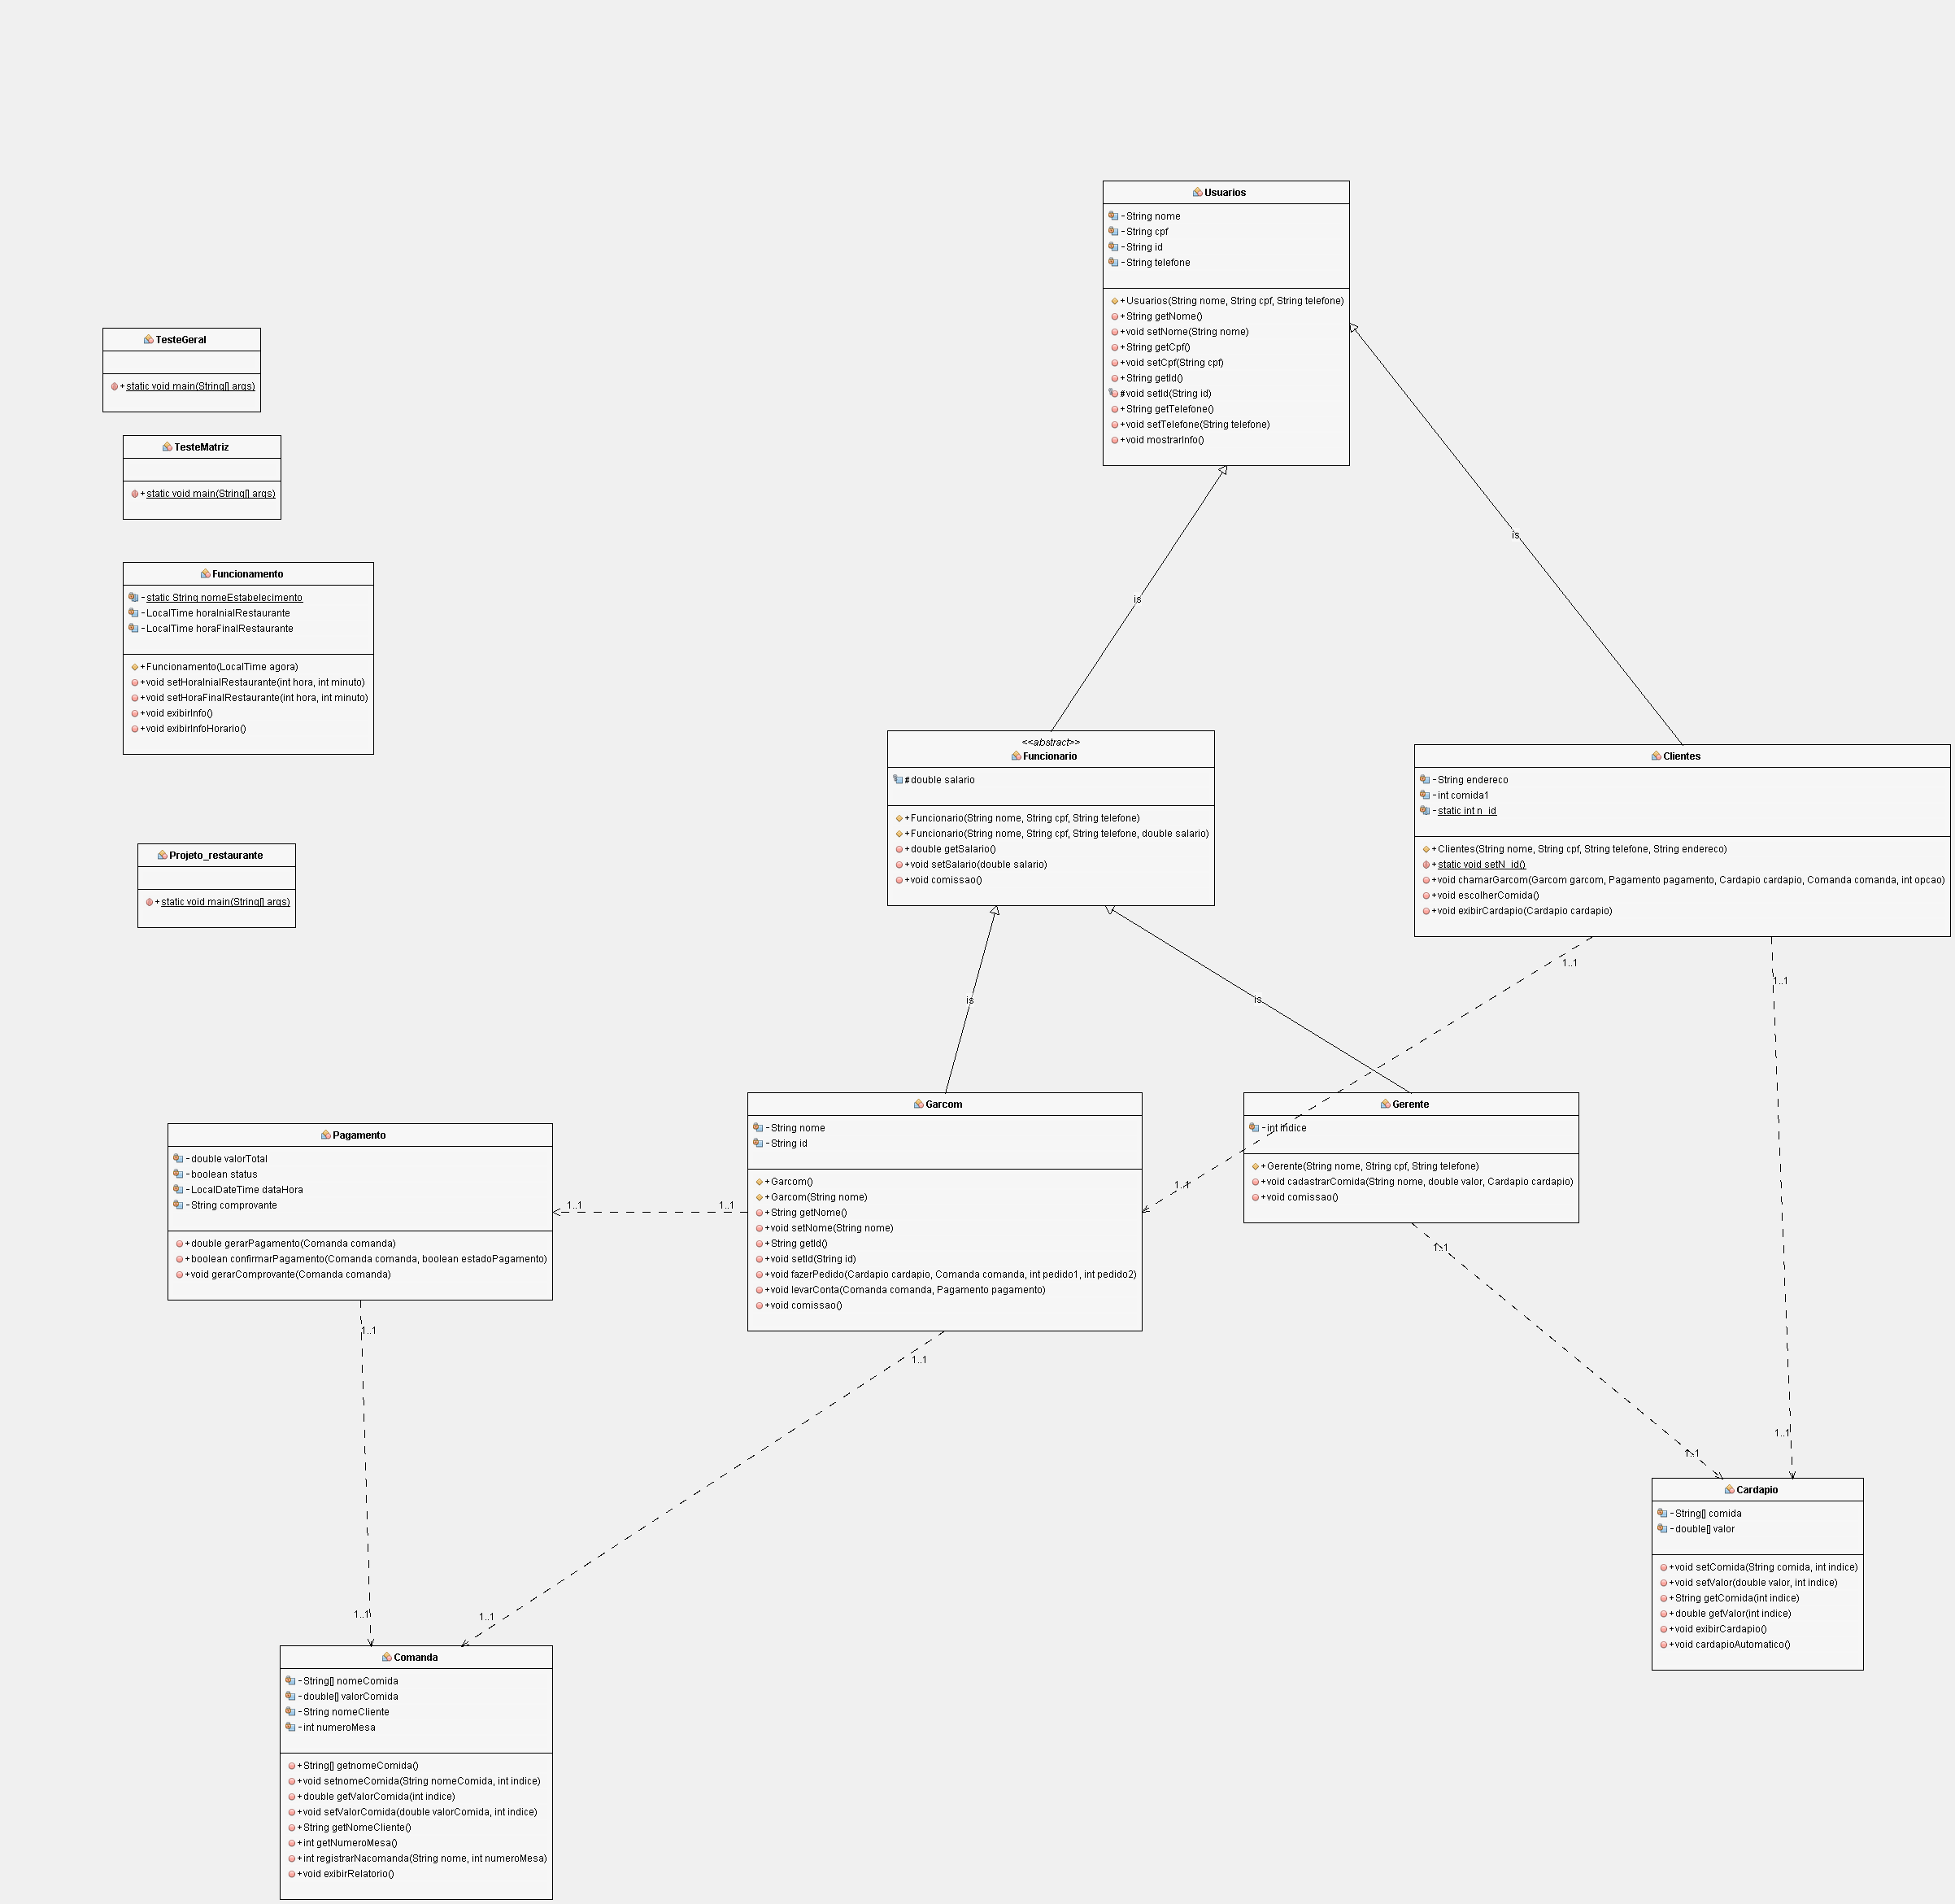 Usuarios
-String nome
-String cpf
-String id
-String telefone
+Usuarios(String nome, String cpf, String telefone)
+String getNome()
+void setNome(String nome)
+String getCpf()
+void setCpf(String cpf)
+String getId()
#void setId(String id)
+String getTelefone()
+void setTelefone(String telefone)
+void mostrarInfo()
TesteGeral
+static void main(String[] args)
TesteMatriz
+static void main(String[] args)
is
is
Funcionamento
-static String nomeEstabelecimento
-LocalTime horaInialRestaurante
-LocalTime horaFinalRestaurante
+Funcionamento(LocalTime agora)
+void setHoraInialRestaurante(int hora, int minuto)
+void setHoraFinalRestaurante(int hora, int minuto)
+void exibirInfo()
+void exibirInfoHorario()
<<abstract>>
Funcionario
#double salario
+Funcionario(String nome, String cpf, String telefone)
+Funcionario(String nome, String cpf, String telefone, double salario)
+double getSalario()
+void setSalario(double salario)
+void comissao()
Clientes
-String endereco
-int comida1
-static int n_id
+Clientes(String nome, String cpf, String telefone, String endereco)
+static void setN_id()
+void chamarGarcom(Garcom garcom, Pagamento pagamento, Cardapio cardapio, Comanda comanda, int opcao)
+void escolherComida()
+void exibirCardapio(Cardapio cardapio)
Projeto_restaurante
+static void main(String[] args)
1..1
1..1
is
is
Pagamento
-double valorTotal
-boolean status
-LocalDateTime dataHora
-String comprovante
+double gerarPagamento(Comanda comanda)
+boolean confirmarPagamento(Comanda comanda, boolean estadoPagamento)
+void gerarComprovante(Comanda comanda)
1..1
1..1
Garcom
-String nome
-String id
+Garcom()
+Garcom(String nome)
+String getNome()
+void setNome(String nome)
+String getId()
+void setId(String id)
+void fazerPedido(Cardapio cardapio, Comanda comanda, int pedido1, int pedido2)
+void levarConta(Comanda comanda, Pagamento pagamento)
+void comissao()
1..1
Gerente
-int indice
+Gerente(String nome, String cpf, String telefone)
+void cadastrarComida(String nome, double valor, Cardapio cardapio)
+void comissao()
1..1
1..1
1..1
1..1
1..1
Cardapio
-String[] comida
-double[] valor
+void setComida(String comida, int indice)
+void setValor(double valor, int indice)
+String getComida(int indice)
+double getValor(int indice)
+void exibirCardapio()
+void cardapioAutomatico()
1..1
1..1
Comanda
-String[] nomeComida
-double[] valorComida
-String nomeCliente
-int numeroMesa
+String[] getnomeComida()
+void setnomeComida(String nomeComida, int indice)
+double getValorComida(int indice)
+void setValorComida(double valorComida, int indice)
+String getNomeCliente()
+int getNumeroMesa()
+int registrarNacomanda(String nome, int numeroMesa)
+void exibirRelatorio()